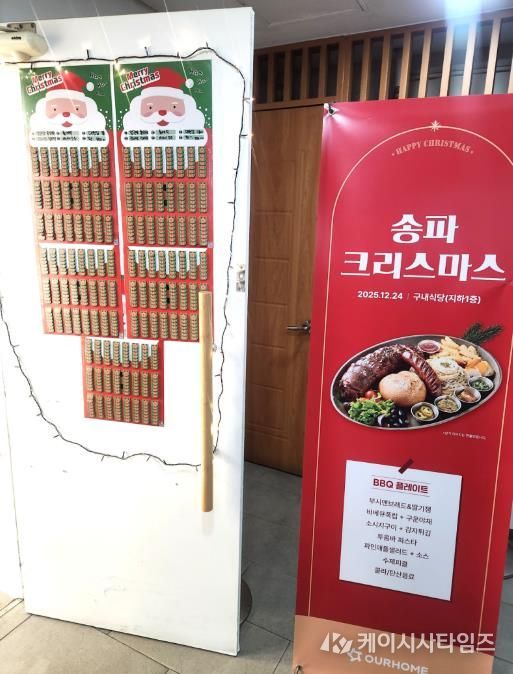 Merry Christmas
Merry Christmas
HAPPY CHRISTMAS
송파
크리스마스
2025.12.24 | 구내식당(지하1층)
BBQ 플레이트
부시맨브레드&딸기잼
바베큐폭립 + 구운야채
소시지구이 + 감자튀김
투움바 파스타
파인애플샐러드 + 소스
수제피클
콜라/탄산음료
케이시사타임즈
OURHOME